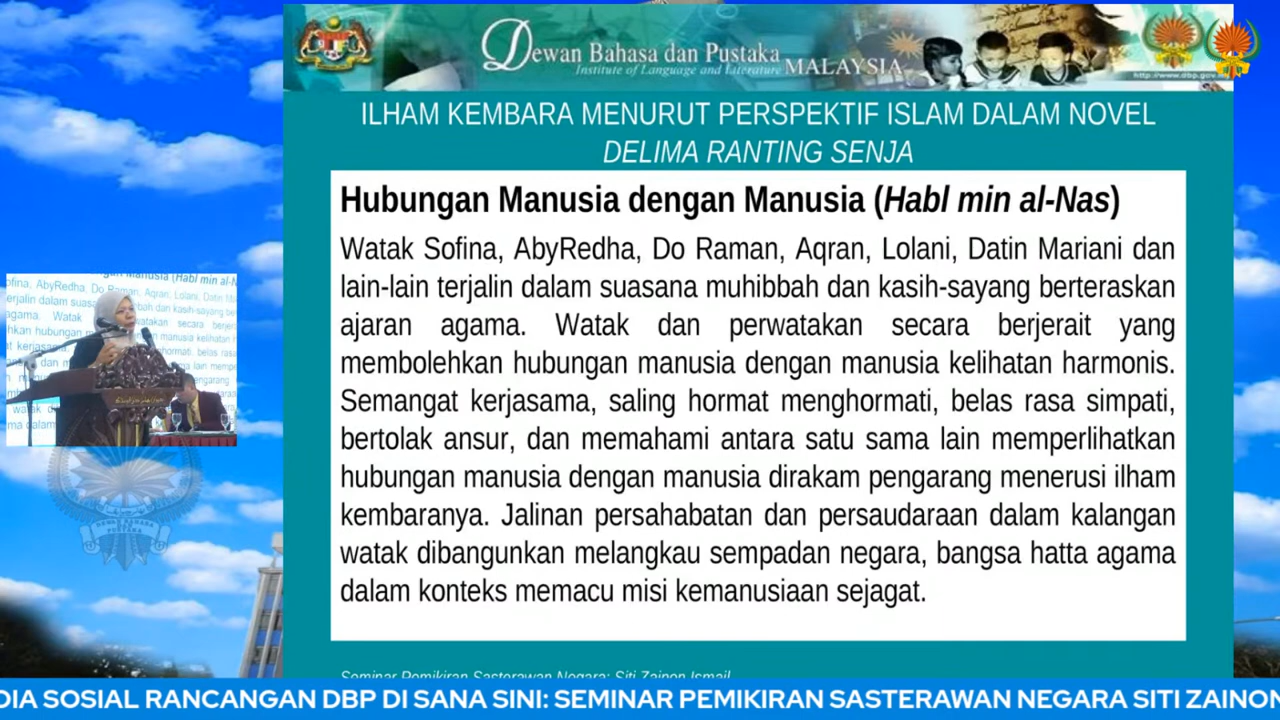 Dewan Bahasa dan Pustaka
Institute of Language and Literature MALAYSIA
ILHAM KEMBARA MENURUT PERSPEKTIF ISLAM DALAM NOVEL
DELIMA RANTING SENJA
Hubungan Manusia dengan Manusia (Habl min al-Nas)
Watak Sofina, AbyRedha, Do Raman, Aqran, Lolani, Datin Mariani dan
lain-lain terjalin dalam suasana muhibbah dan kasih-sayang berteraskan
ajaran agama. Watak dan perwatakan secara berjerait yang
membolehkan hubungan manusia dengan manusia kelihatan harmonis.
Semangat kerjasama, saling hormat menghormati, belas rasa simpati,
bertolak ansur, dan memahami antara satu sama lain memperlihatkan
hubungan manusia dengan manusia dirakam pengarang menerusi ilham
kembaranya. Jalinan persahabatan dan persaudaraan dalam kalangan
watak dibangunkan melangkau sempadan negara, bangsa hatta agama
dalam konteks memacu misi kemanusiaan sejagat.
Seminar Pemikiran Sasterawan Negara: Siti Zainon Ismail
DEWAN BAHASA DAN PUSTAKA
DIA SOSIAL RANCANGAN DBP DI SANA SINI: SEMINAR PEMIKIRAN SASTERAWAN NEGARA SITI ZAINON